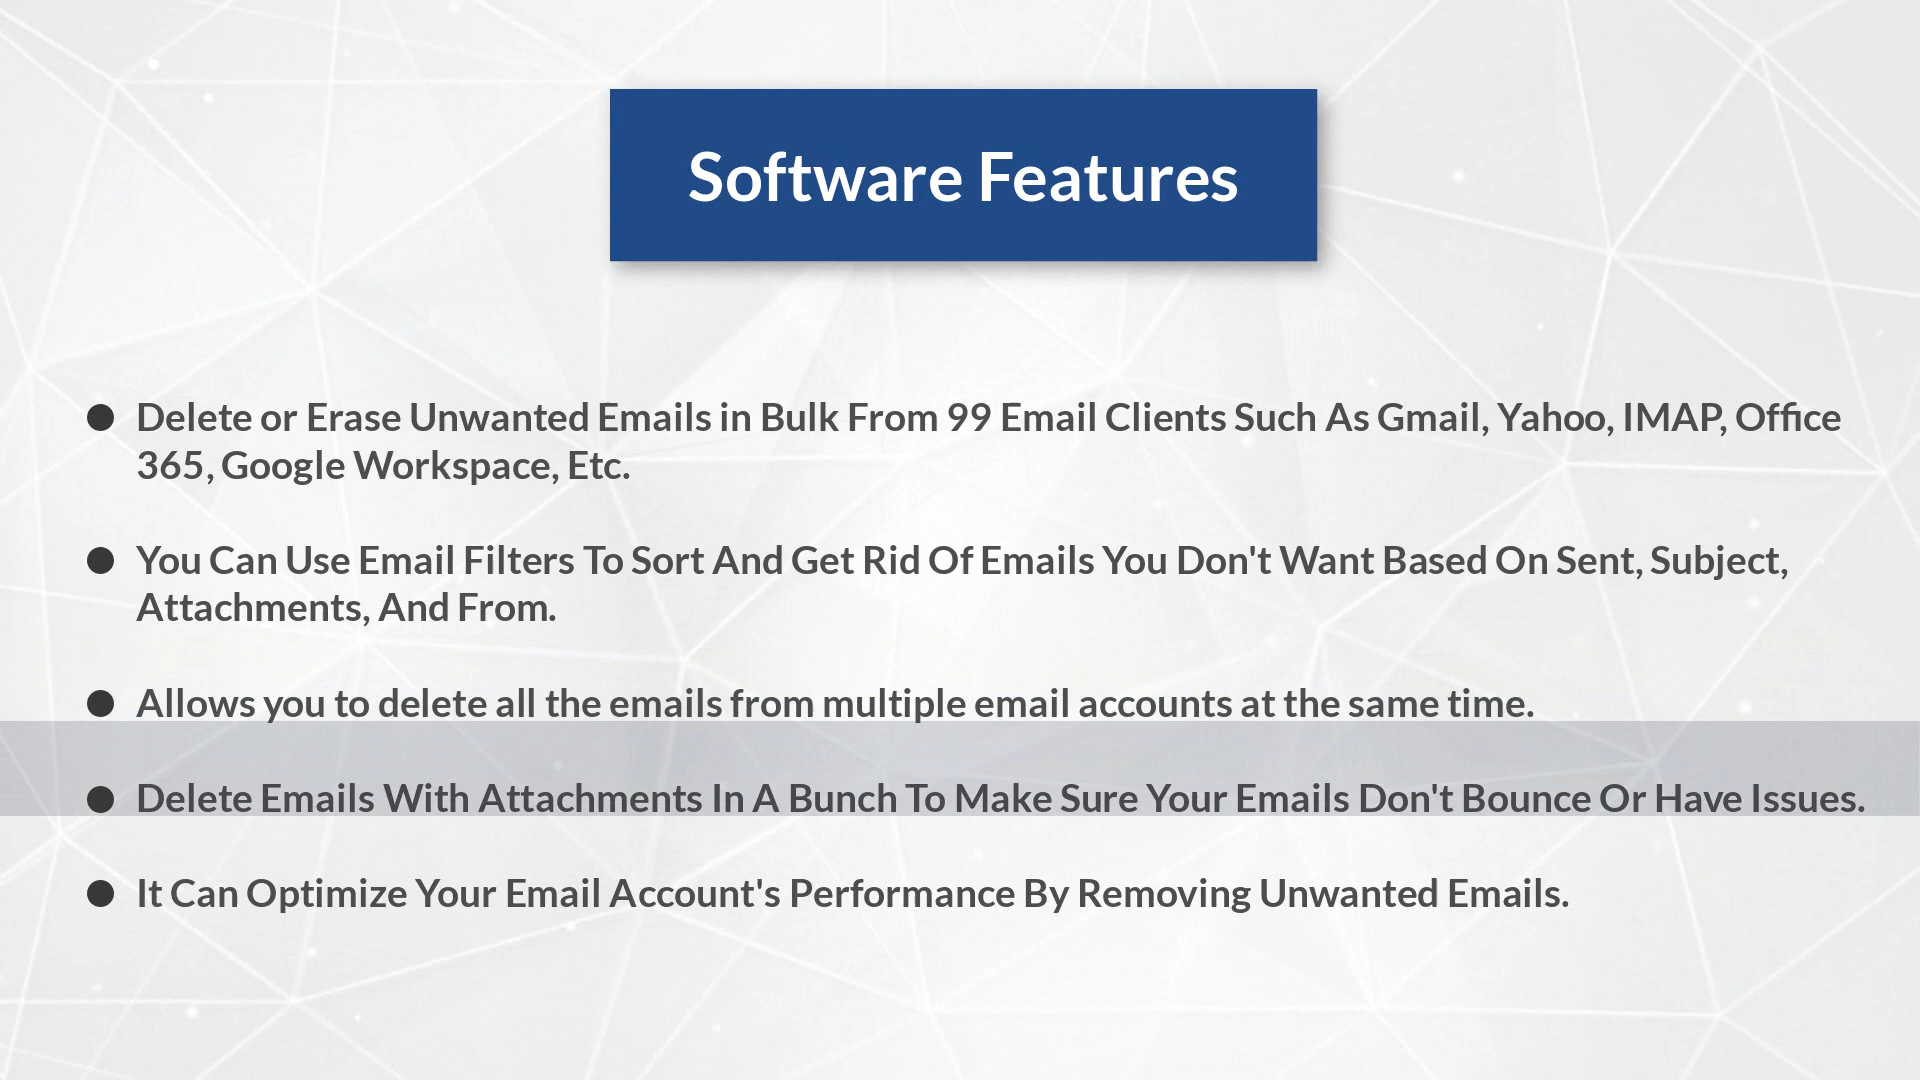 Software Features
● Delete or Erase Unwanted Emails in Bulk From 99 Email Clients Such As Gmail, Yahoo, IMAP, Office
365, Google Workspace, Etc.
● You Can Use Email Filters To Sort And Get Rid Of Emails You Don't Want Based On Sent, Subject,
Attachments, And From.
● Allows you to delete all the emails from multiple email accounts at the same time.
● Delete Emails With Attachments In A Bunch To Make Sure Your Emails Don't Bounce Or Have Issues.
● It Can Optimize Your Email Account's Performance By Removing Unwanted Emails.